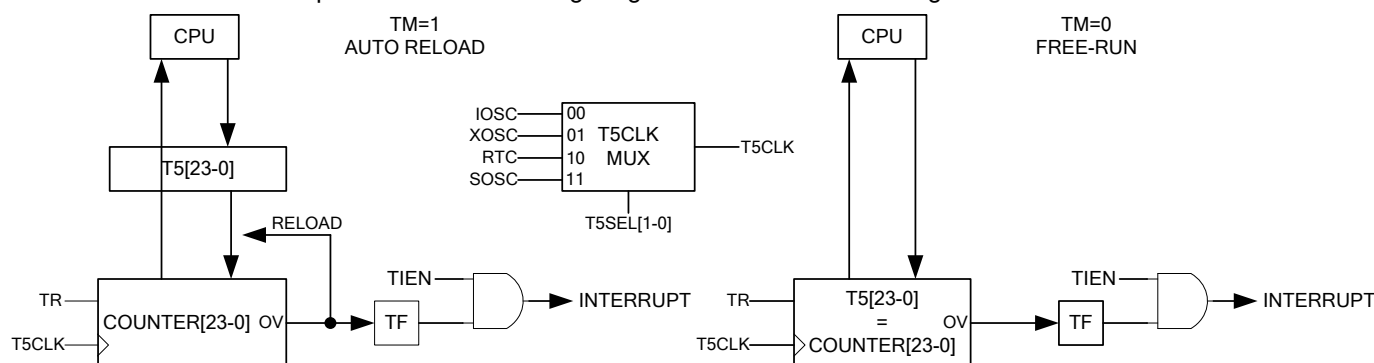 CPU
TM=1
AUTO RELOAD
CPU
TM=0
FREE-RUN
IOSC
00
XOSC
01
T5CLK
RTC
10
MUX
T5CLK
SOSC
11
T5[23-0]
T5SEL[1-0]
RELOAD
TR
COUNTER[23-0]
OV
T5CLK
TF
TIEN
INTERRUPT
TR
T5[23-0]
=
COUNTER[23-0]
OV
T5CLK
TF
TIEN
INTERRUPT